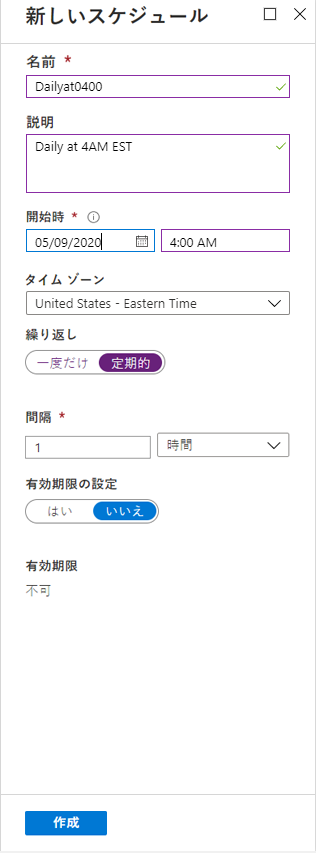 新しいスケジュール
名前 *
Dailyat0400
説明
Daily at 4AM EST
開始時 *
05/09/2020 4:00 AM
タイム ゾーン
United States - Eastern Time
繰り返し
一度だけ 定期的
間隔 *
1 時間
有効期限の設定
はい いいえ
有効期限
不可
作成